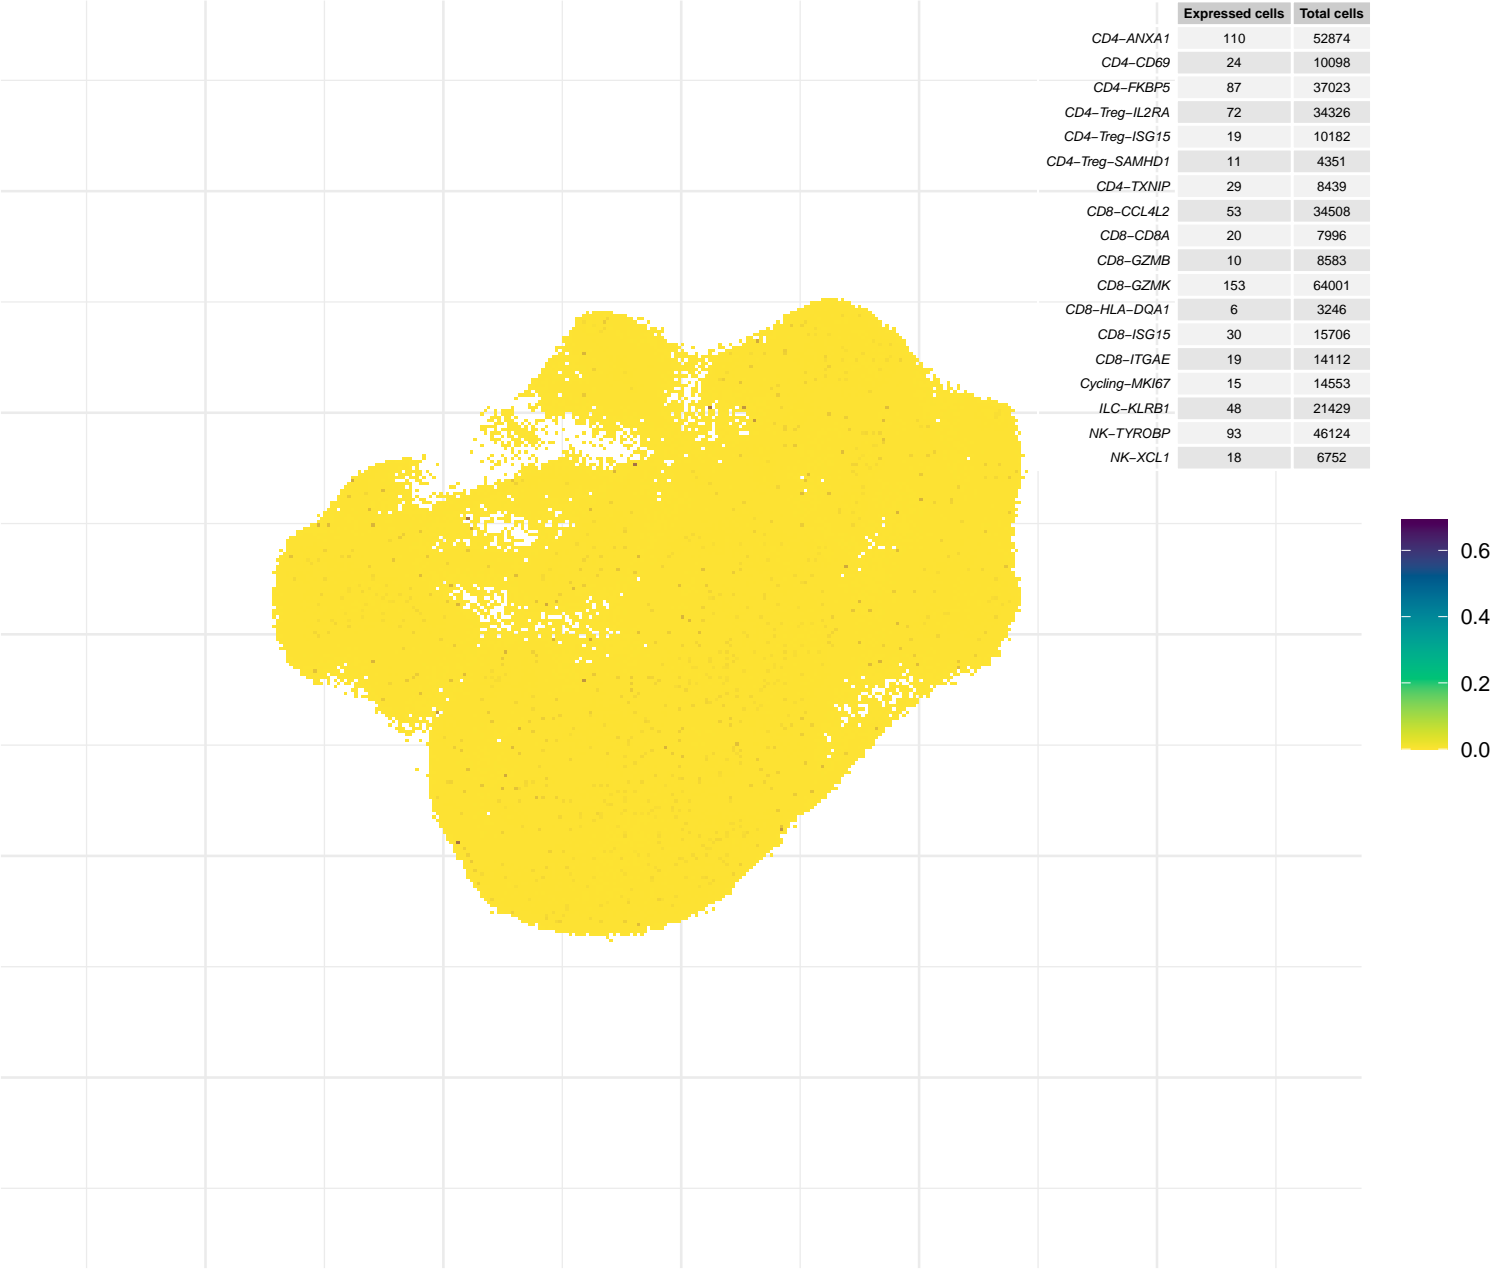 Expressed cells Total cells
CD4−ANXA1 110 52874
CD4−CD69 24 10098
CD4−FKBP5 87 37023
CD4−Treg−IL2RA 72 34326
CD4−Treg−ISG15 19 10182
CD4−Treg−SAMHD1 11 4351
CD4−TXNIP 29 8439
CD8−CCL4L2 53 34508
CD8−CD8A 20 7996
CD8−GZMB 10 8583
CD8−GZMK 153 64001
CD8−HLA−DQA1 6 3246
CD8−ISG15 30 15706
CD8−ITGAE 19 14112
Cycling−MKI67 15 14553
ILC−KLRB1 48 21429
NK−TYROBP 93 46124
NK−XCL1 18 6752
0.6
0.4
0.2
0.0